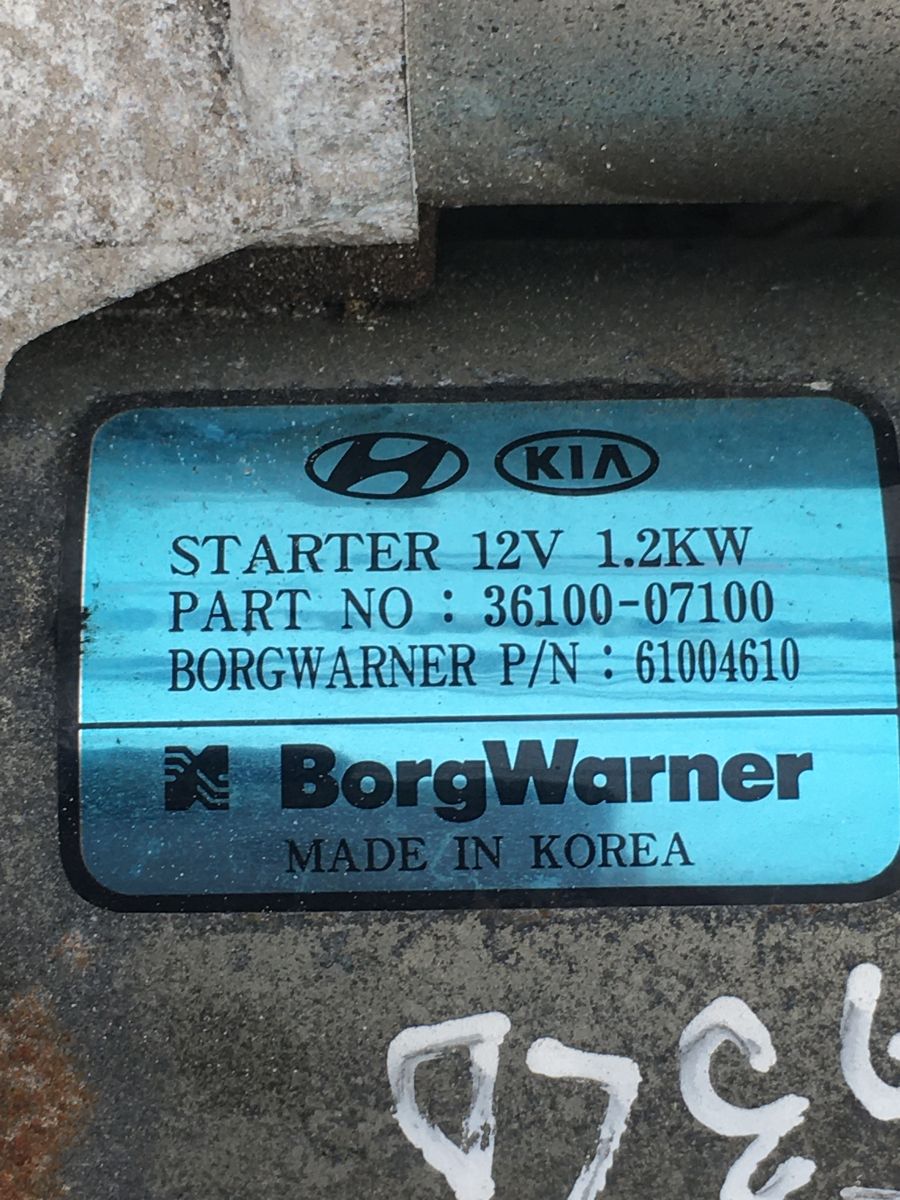 KIA
STARTER 12V 1.2KW
PART NO : 36100-07100
BORGWARNER P/N : 61004610
BorgWarner
MADE IN KOREA